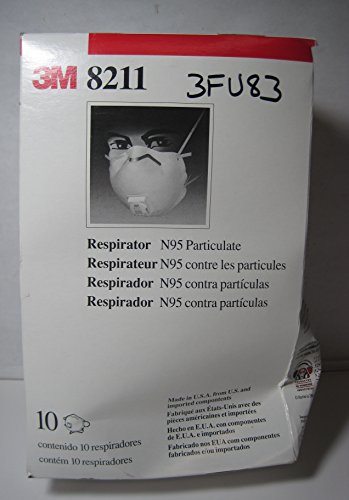 3M 8211
3FU83
Respirator N95 Particulate
Respirateur N95 contre les particules
Respirador N95 contra partículas
Respirador N95 contra partículas
Made in U.S.A. from U.S. and
imported components
Fabriqué aux États-Unis avec des
pièces américaines et importées
Hecho en E.U.A. con componentes
de E.U.A. e importados
Fabricado nos EUA com componentes
fabricados e/ou importados
10
contenido 10 respiradores
contém 10 respiradores